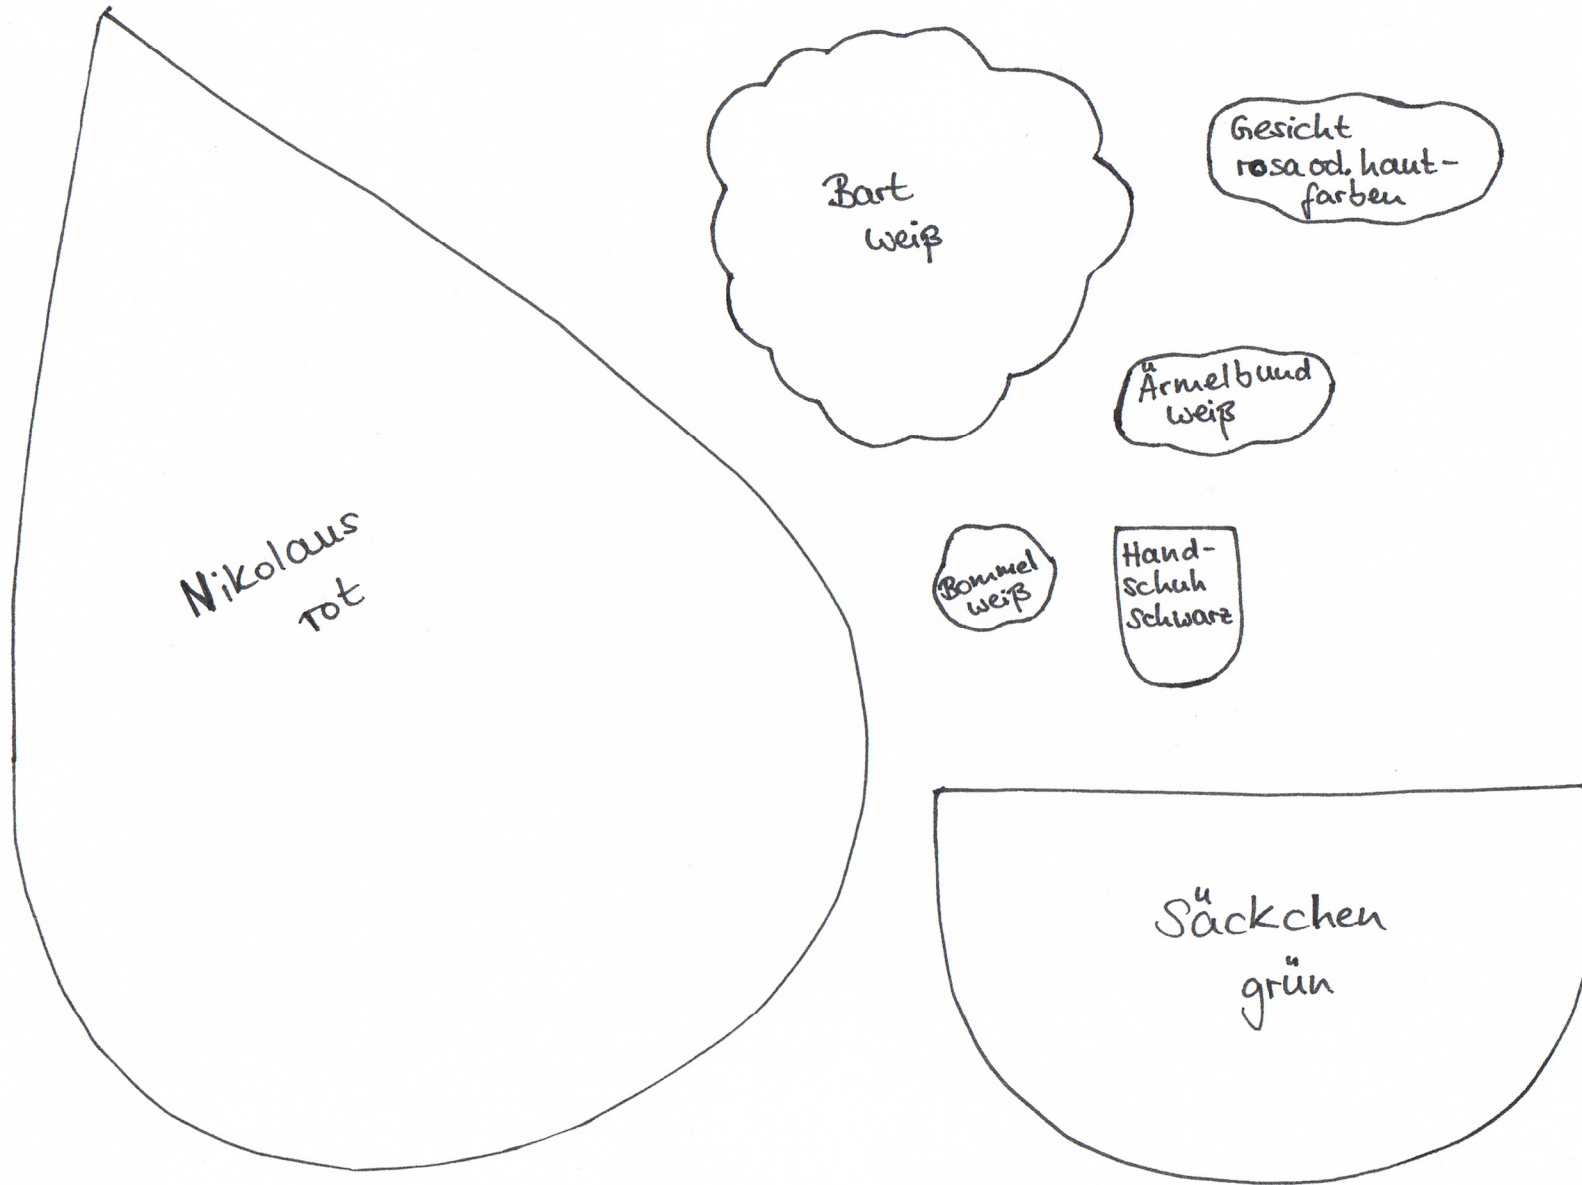 Nikolaus
rot
Bart
weiß
Gesicht
rosa od. haut-
farben
Ärmelbund
weiß
Bommel
weiß
Hand-
schuh
schwarz
Säckchen
grün